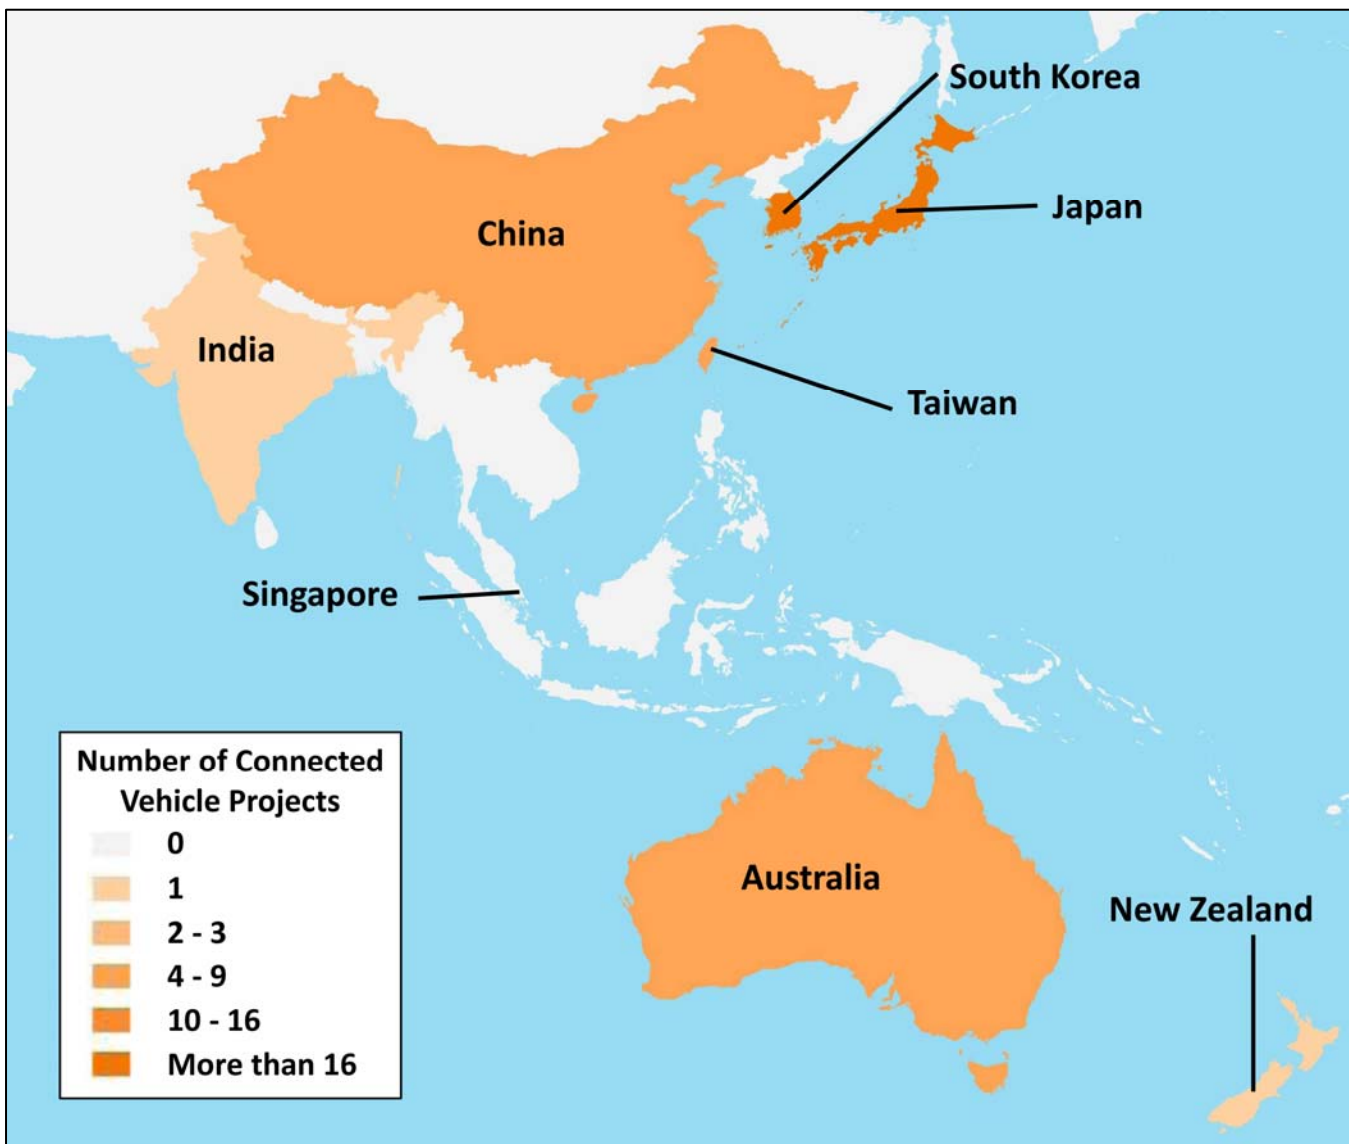 South Korea
Japan
China
India
Taiwan
Singapore
Number of Connected
Vehicle Projects
0
1
2 - 3
4 - 9
10 - 16
More than 16
Australia
New Zealand